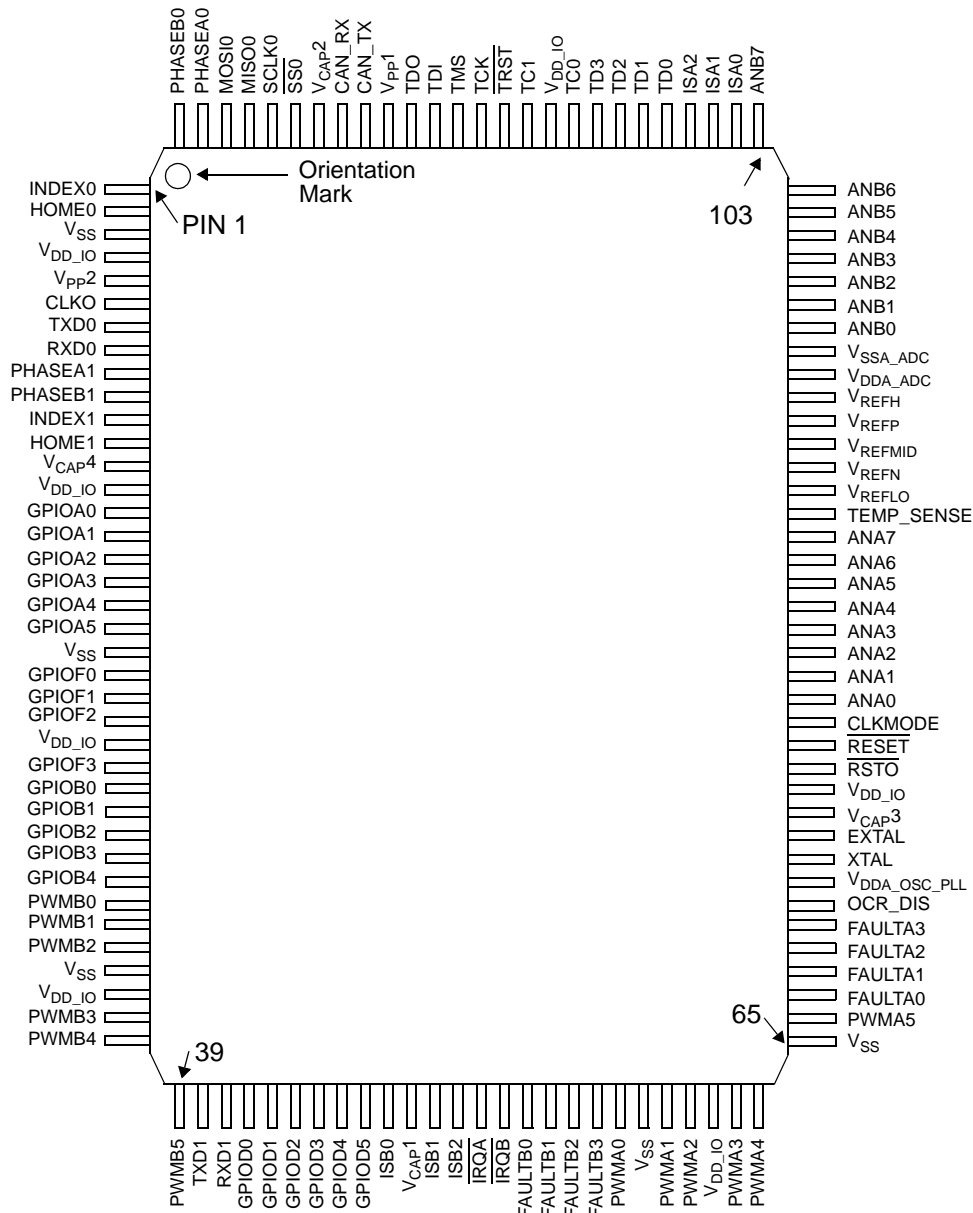 PHASEB0
PHASEA0
MOSI0
MISO0
SCLK0
SS0
VCAP2
CAN_RX
CAN_TX
VPP1
TDO
TDI
TMS
TCK
TRST
TC1
VDD_IO
TC0
TD3
TD2
TD1
TD0
ISA2
ISA1
ISA0
ANB7
Orientation
Mark
PIN 1
103
INDEX0
HOME0
VSS
VDD_IO
VPP2
CLKO
TXD0
RXD0
PHASEA1
PHASEB1
INDEX1
HOME1
VCAP4
VDD_IO
GPIOA0
GPIOA1
GPIOA2
GPIOA3
GPIOA4
GPIOA5
VSS
GPIOF0
GPIOF1
GPIOF2
VDD_IO
GPIOF3
GPIOB0
GPIOB1
GPIOB2
GPIOB3
GPIOB4
PWMB0
PWMB1
PWMB2
VSS
VDD_IO
PWMB3
PWMB4
ANB6
ANB5
ANB4
ANB3
ANB2
ANB1
ANB0
VSSA_ADC
VDDA_ADC
VREFH
VREFP
VREFMID
VREFN
VREFLO
TEMP_SENSE
ANA7
ANA6
ANA5
ANA4
ANA3
ANA2
ANA1
ANA0
CLKMODE
RESET
RSTO
VDD_IO
VCAP3
EXTAL
XTAL
VDDA_OSC_PLL
OCR_DIS
FAULTA3
FAULTA2
FAULTA1
FAULTA0
PWMA5
VSS
65
39
PWMB5
TXD1
RXD1
GPIOD0
GPIOD1
GPIOD2
GPIOD3
GPIOD4
GPIOD5
ISB0
VCAP1
ISB1
ISB2
IRQA
IRQB
FAULTB0
FAULTB1
FAULTB2
FAULTB3
PWMA0
VSS
PWMA1
PWMA2
VDD_IO
PWMA3
PWMA4